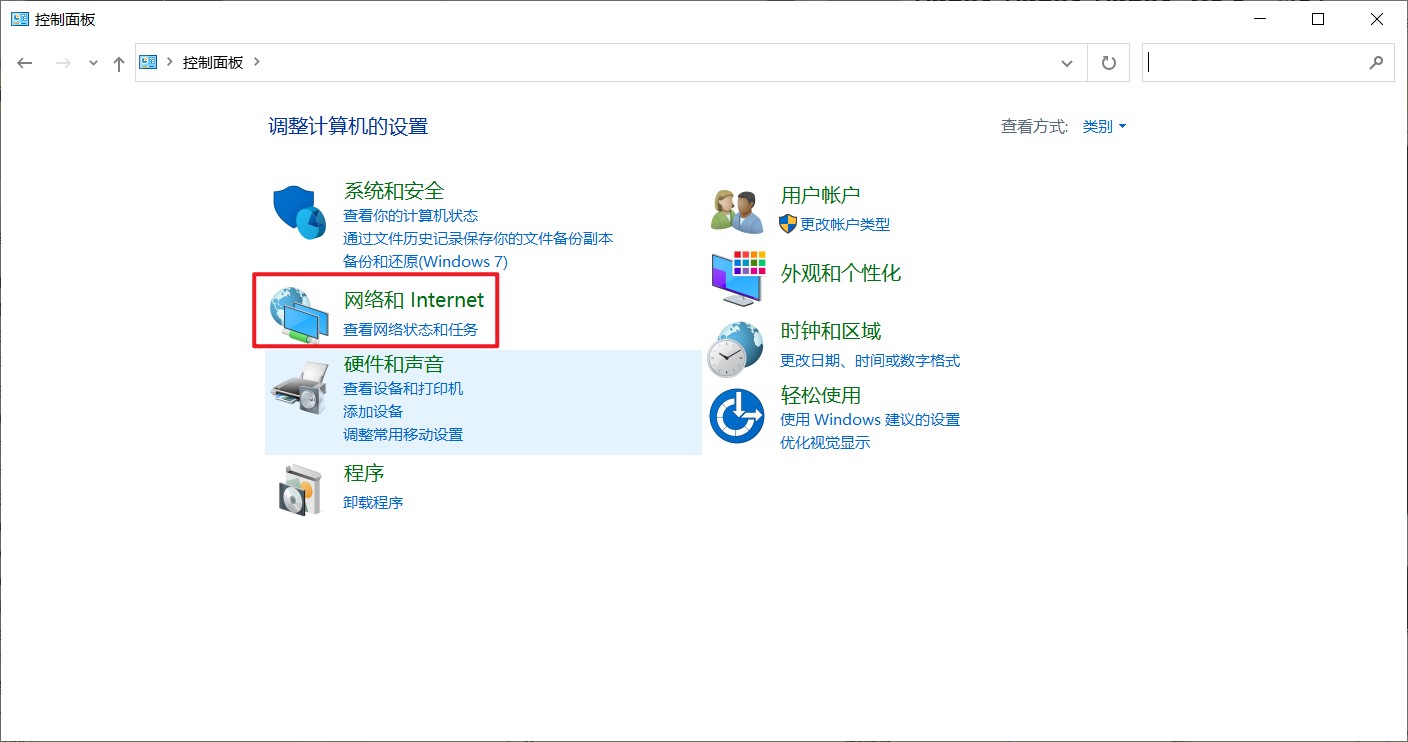 控制面板
控制面板
调整计算机的设置
查看方式: 类别
系统和安全
查看你的计算机状态
通过文件历史记录保存你的文件备份副本
备份和还原(Windows 7)
网络和 Internet
查看网络状态和任务
硬件和声音
查看设备和打印机
添加设备
调整常用移动设置
程序
卸载程序
用户帐户
更改帐户类型
外观和个性化
时钟和区域
更改日期、时间或数字格式
轻松使用
使用 Windows 建议的设置
优化视觉显示